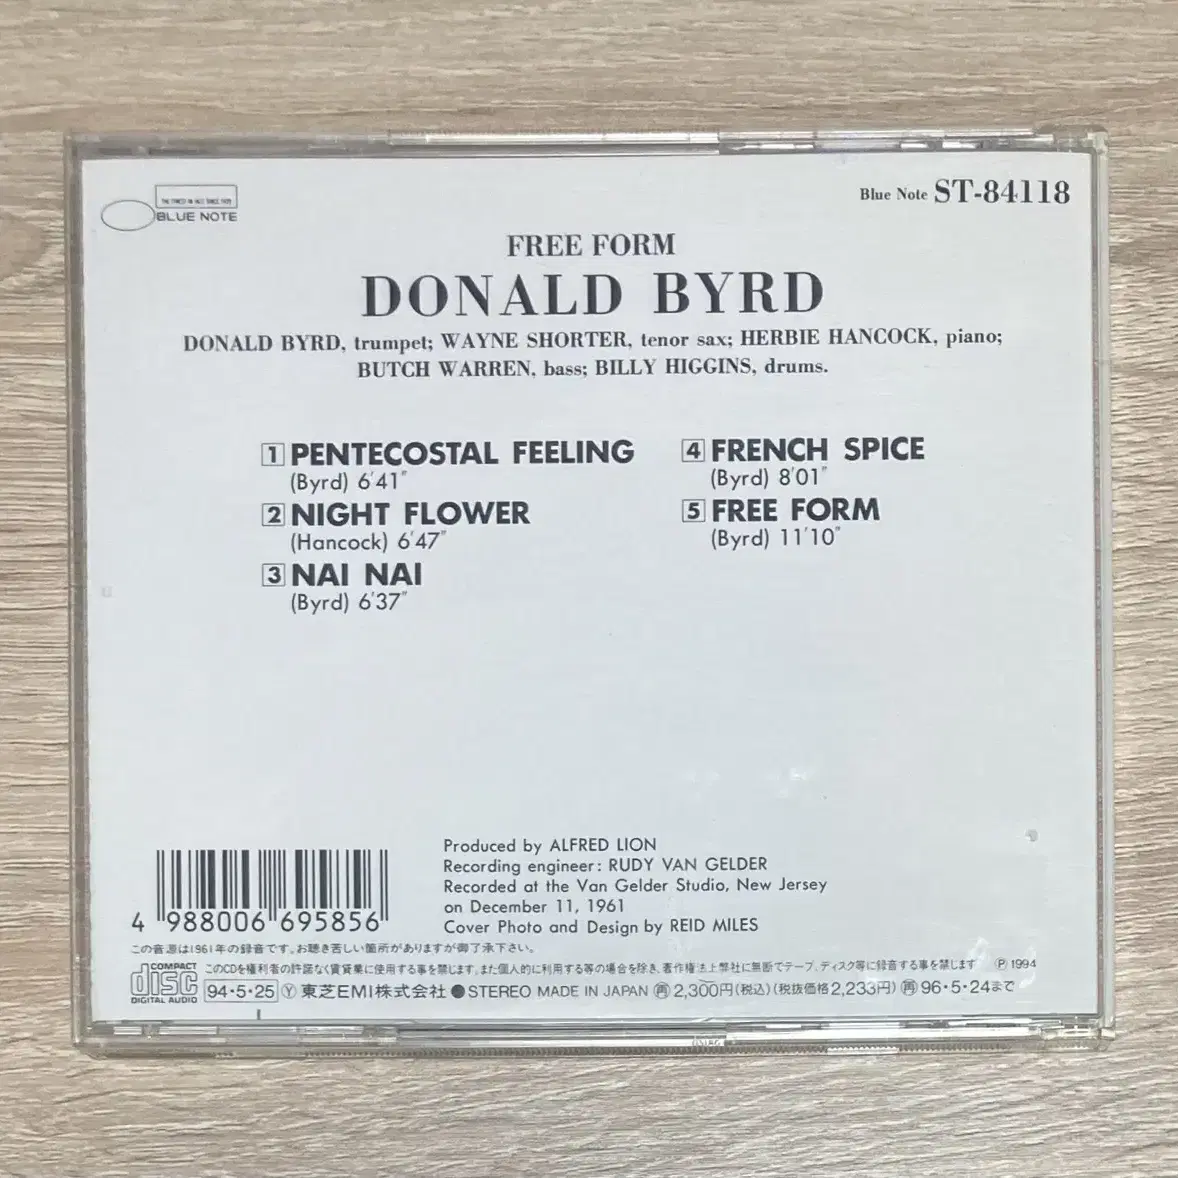 THE FINEST IN JAZZ SINCE 1939
BLUE NOTE
Blue Note ST-84118
FREE FORM
DONALD BYRD
DONALD BYRD, trumpet; WAYNE SHORTER, tenor sax; HERBIE HANCOCK, piano;
BUTCH WARREN, bass; BILLY HIGGINS, drums.
1 PENTECOSTAL FEELING
(Byrd) 6'41"
2 NIGHT FLOWER
(Hancock) 6'47"
3 NAI NAI
(Byrd) 6'37"
4 FRENCH SPICE
(Byrd) 8'01"
5 FREE FORM
(Byrd) 11'10"
Produced by ALFRED LION
Recording engineer: RUDY VAN GELDER
Recorded at the Van Gelder Studio, New Jersey
on December 11, 1961
Cover Photo and Design by REID MILES
4 988006 695856
この音源は1961年の録音です。お聴き苦しい箇所がありますが御了承下さい。
COMPACT
disc
DIGITAL AUDIO
このCDを権利者の許諾なく賃貸業に使用する事を禁じます。また個人的に利用する等の場合を除き、著作権法上弊社に無断でテープ、ディスク等に録音する事を禁じます ℗ 1994
94・5・25 Ⓨ 東芝EMI株式会社 ●STEREO MADE IN JAPAN 再 2,300円(税込)(税抜価格2,233円) 再 96・5・24まで